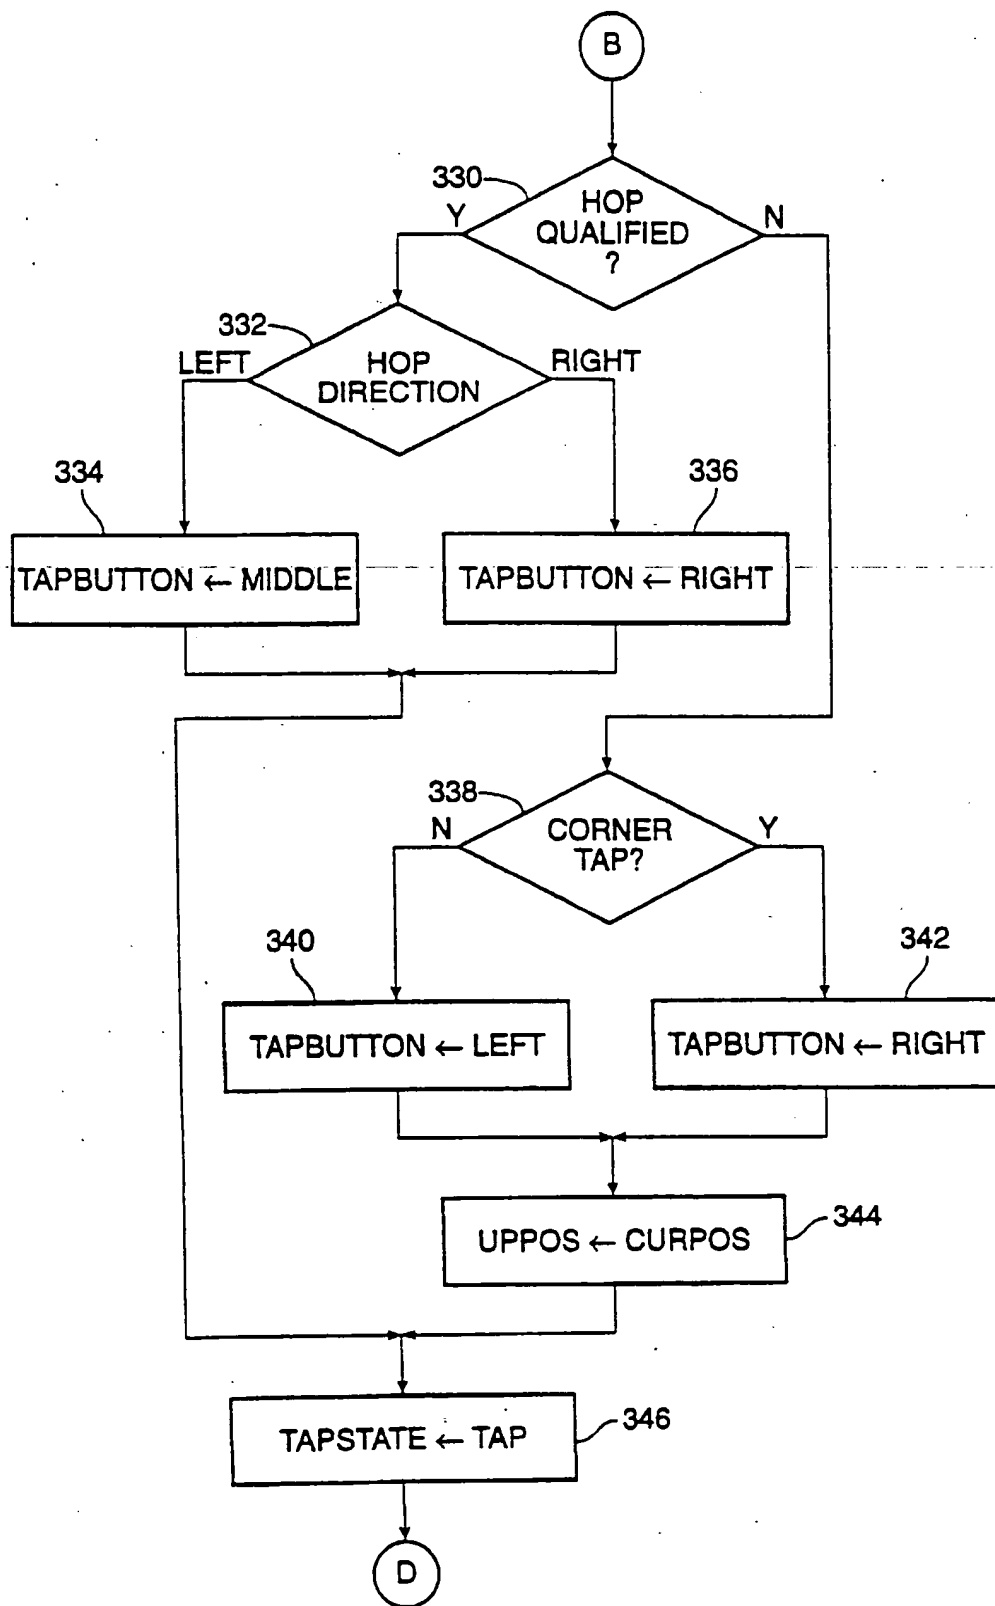 B
330
HOP
QUALIFIED
?
Y
N
332
HOP
DIRECTION
LEFT
RIGHT
334
336
TAPBUTTON ← MIDDLE
TAPBUTTON ← RIGHT
338
CORNER
TAP?
N
Y
340
342
TAPBUTTON ← LEFT
TAPBUTTON ← RIGHT
UPPOS ← CURPOS
344
TAPSTATE ← TAP
346
D